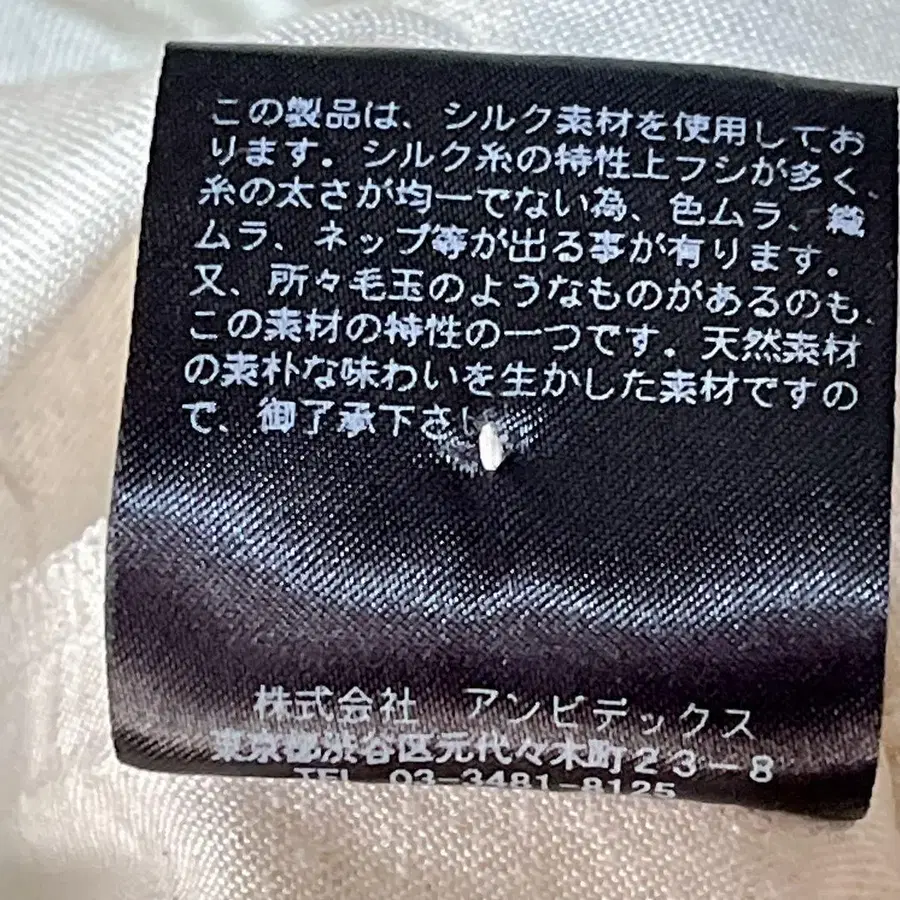 この製品は、シルク素材を使用してお
ります。シルク糸の特性上フシが多く、
糸の太さが均一でない為、色ムラ、織
ムラ、ネップ等が出る事が有ります。
又、所々毛玉のようなものがあるのも、
この素材の特性の一つです。天然素材
の素朴な味わいを生かした素材ですの
で、御了承下さい
株式会社 アンビデックス
東京都渋谷区元代々木町23-8
TEL 03-3481-8125